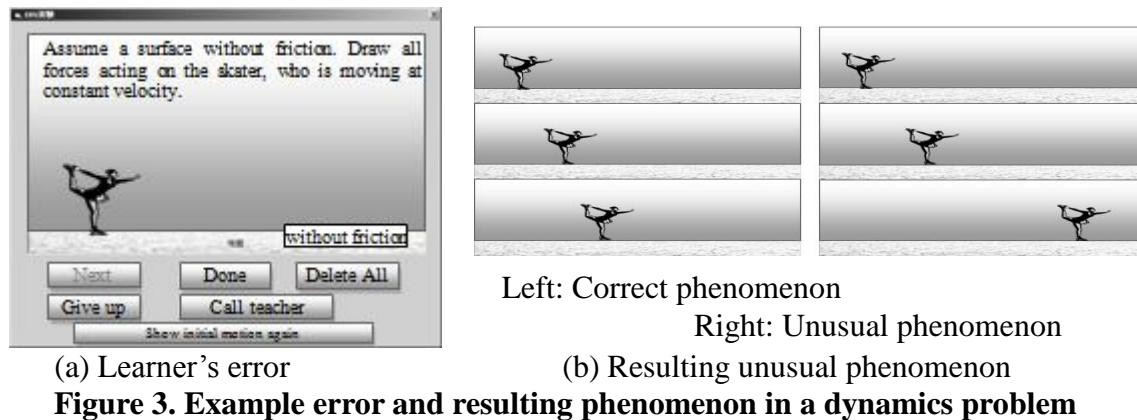 Assume a surface without friction. Draw all
forces acting on the skater, who is moving at
constant velocity.
without friction
Next
Done
Delete All
Give up
Call teacher
Show initial motion again
Left: Correct phenomenon
Right: Unusual phenomenon
(a) Learner's error
(b) Resulting unusual phenomenon
Figure 3. Example error and resulting phenomenon in a dynamics problem